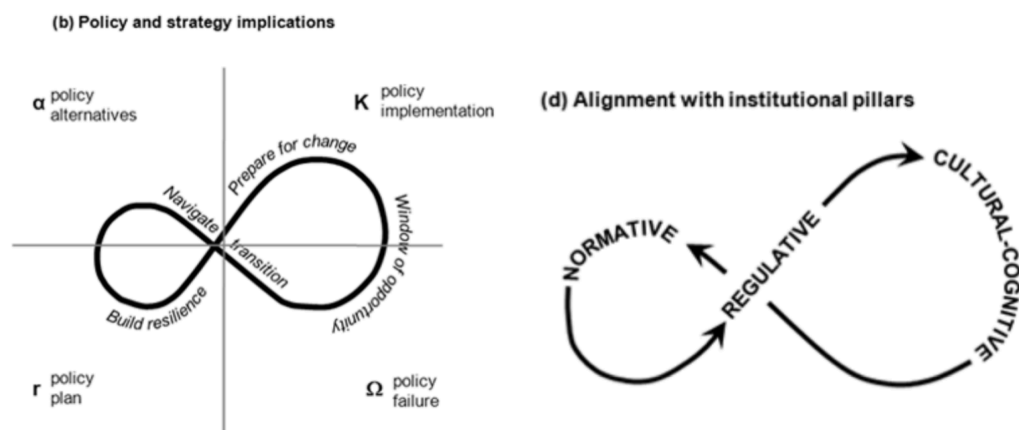 (b) Policy and strategy implications
α policy
alternatives
K policy
implementation
Prepare for change
Navigate
transition
Window of opportunity
Build resilience
r policy
plan
Ω policy
failure
(d) Alignment with institutional pillars
NORMATIVE
REGULATIVE
CULTURAL-COGNITIVE